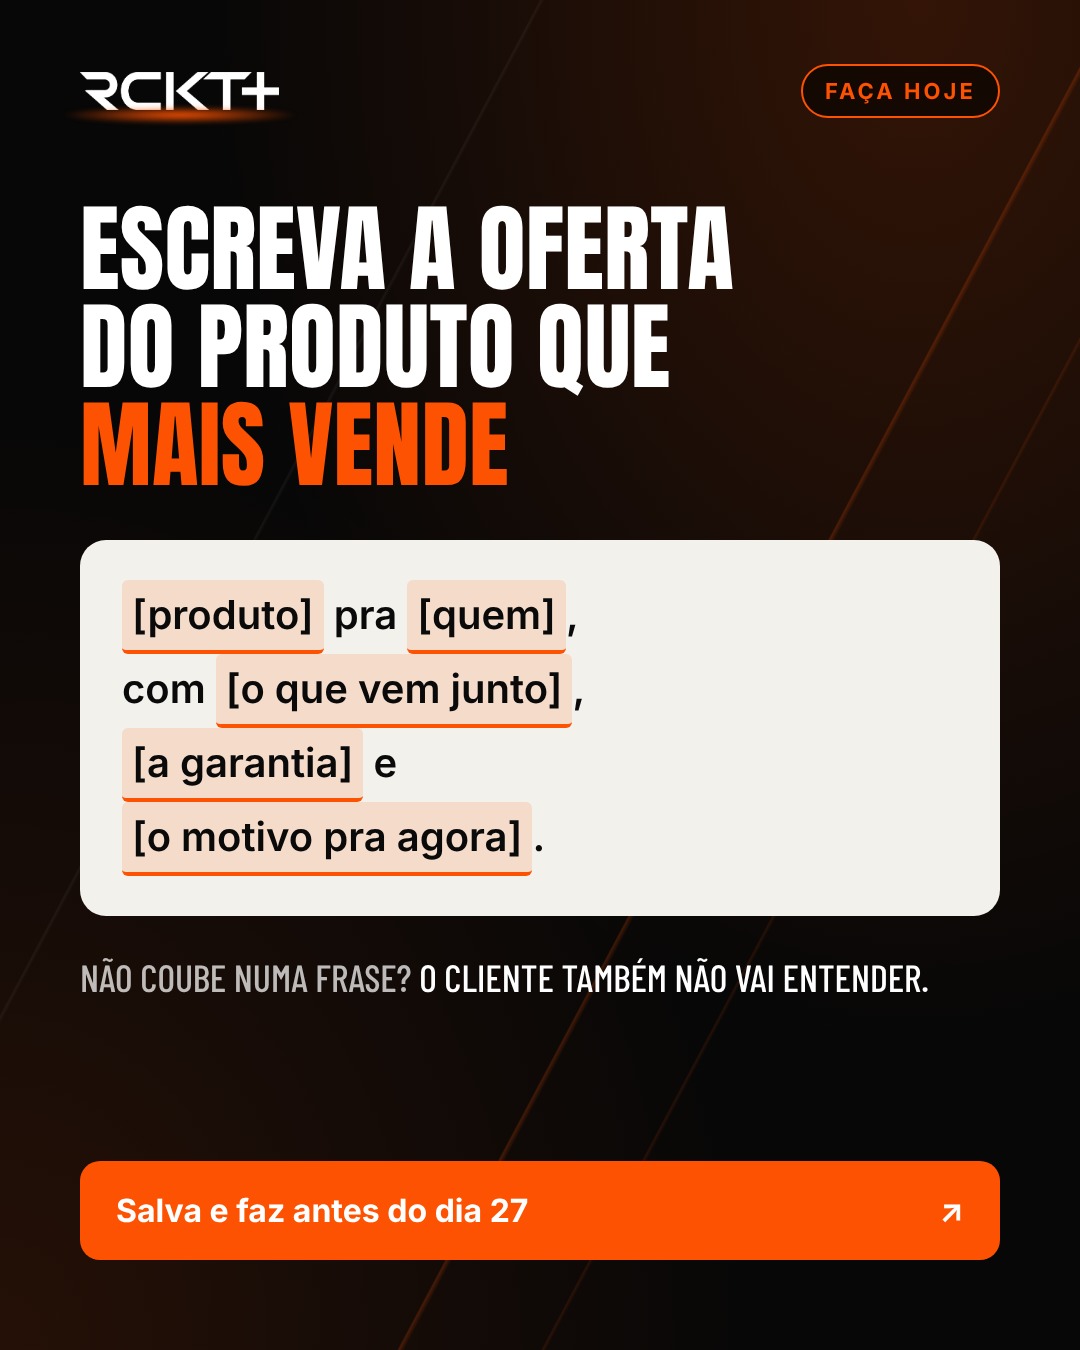 RCKT+
FAÇA HOJE
ESCREVA A OFERTA
DO PRODUTO QUE
MAIS VENDE
[produto] pra [quem],
com [o que vem junto],
[a garantia] e
[o motivo pra agora].
NÃO COUBE NUMA FRASE? O CLIENTE TAMBÉM NÃO VAI ENTENDER.
Salva e faz antes do dia 27